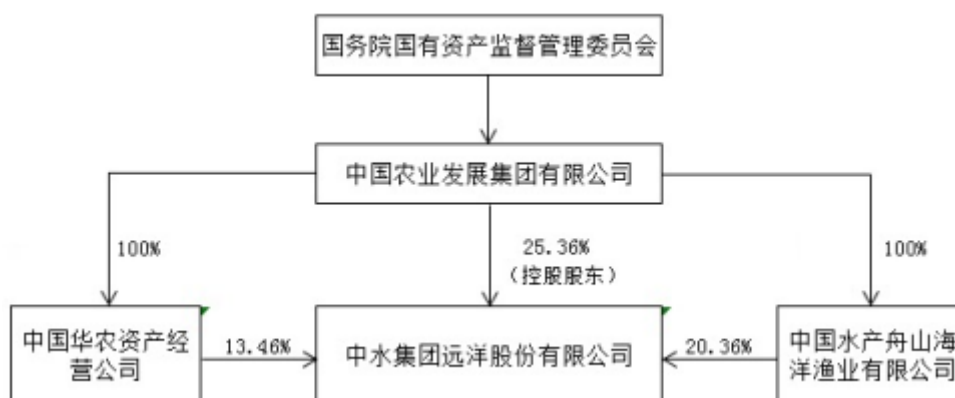 国务院国有资产监督管理委员会
中国农业发展集团有限公司
100%
25.36%
(控股股东)
100%
中国华农资产经
营公司
13.46%
中水集团远洋股份有限公司
20.36%
中国水产舟山海
洋渔业有限公司